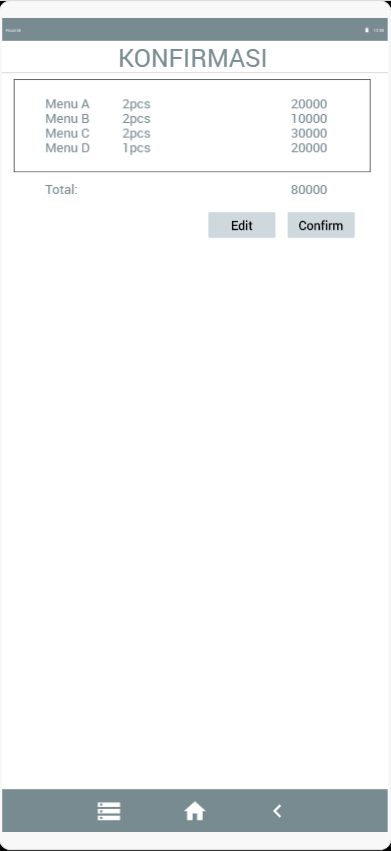 KONFIRMASI
Menu A 2pcs 20000
Menu B 2pcs 10000
Menu C 2pcs 30000
Menu D 1pcs 20000
Total: 80000
Edit Confirm